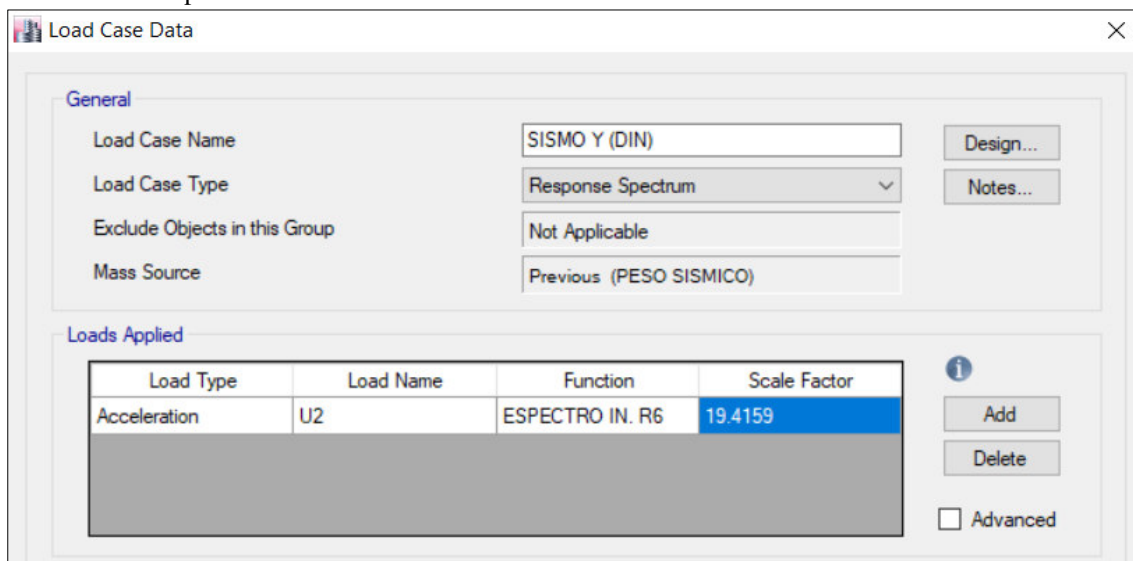 Load Case Data
General
Load Case Name SISMO Y (DIN) Design...
Load Case Type Response Spectrum Notes...
Exclude Objects in this Group Not Applicable
Mass Source Previous (PESO SISMICO)
Loads Applied
Load Type Load Name Function Scale Factor
Acceleration U2 ESPECTRO IN. R6 19.4159 Add
Delete
Advanced